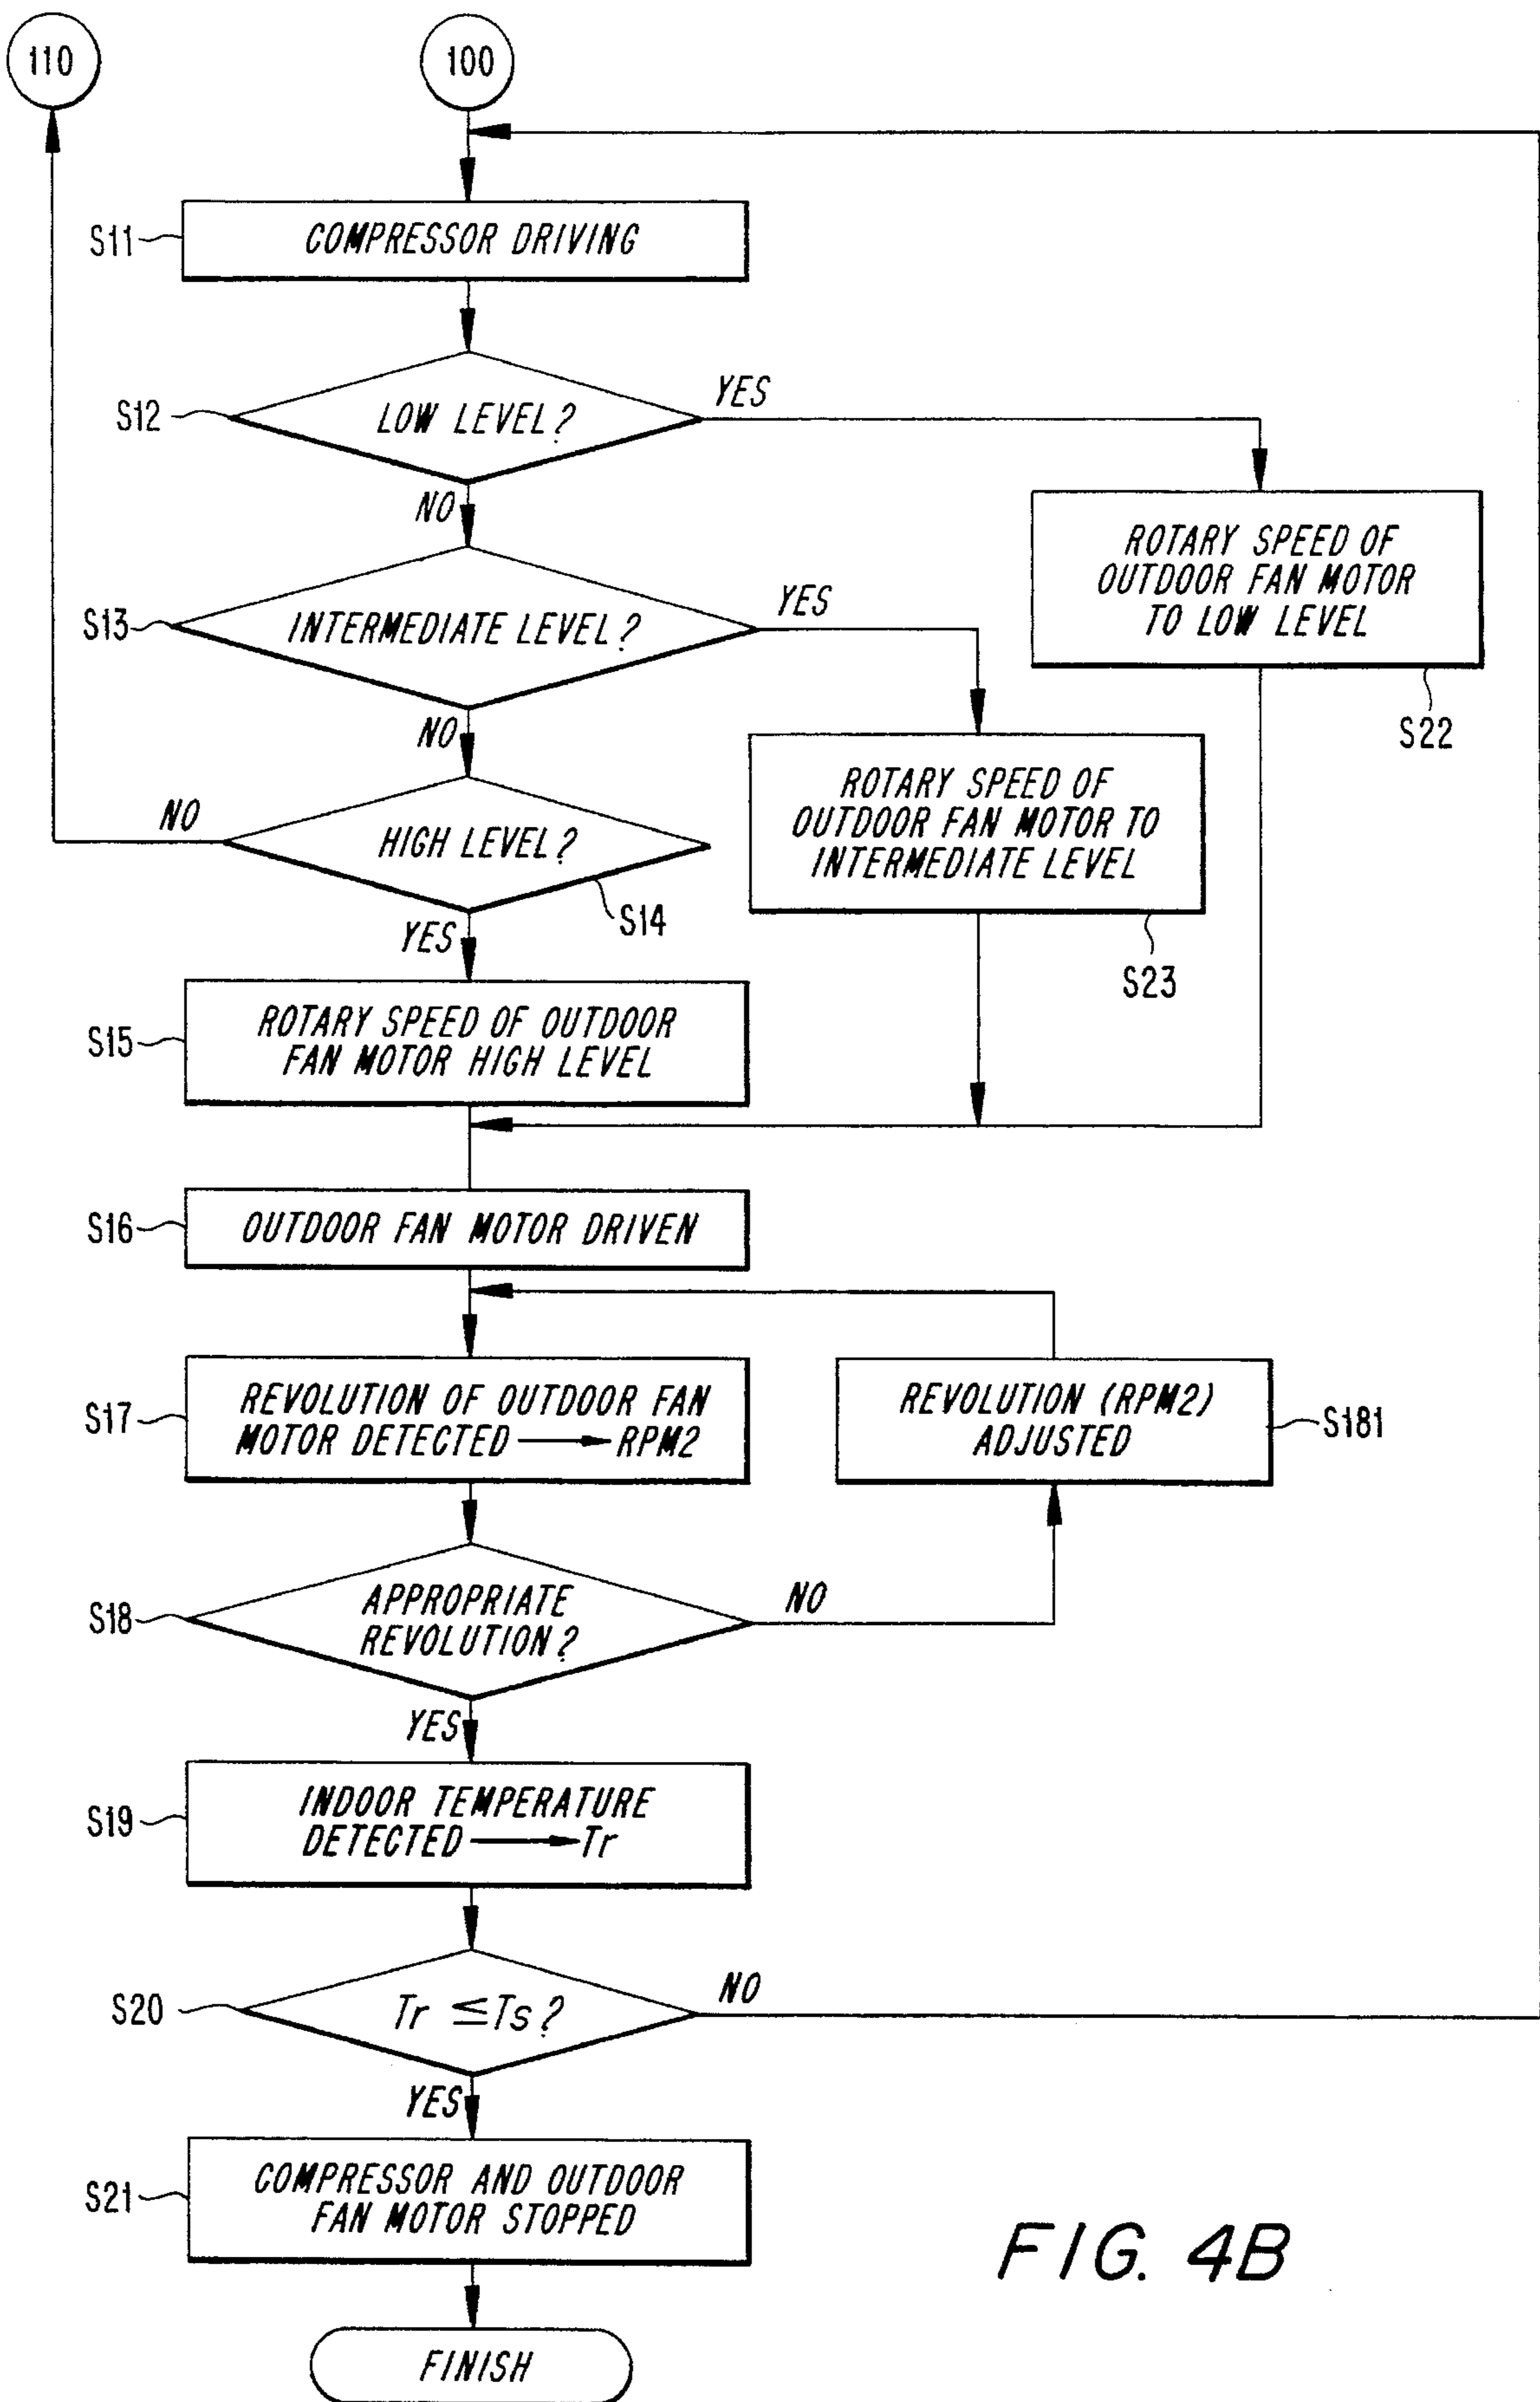 110
100
S11
COMPRESSOR DRIVING
S12
LOW LEVEL?
YES
NO
ROTARY SPEED OF
OUTDOOR FAN MOTOR
TO LOW LEVEL
S22
S13
INTERMEDIATE LEVEL?
YES
NO
ROTARY SPEED OF
OUTDOOR FAN MOTOR TO
INTERMEDIATE LEVEL
S23
NO
HIGH LEVEL?
S14
YES
S15
ROTARY SPEED OF OUTDOOR
FAN MOTOR HIGH LEVEL
S16
OUTDOOR FAN MOTOR DRIVEN
S17
REVOLUTION OF OUTDOOR FAN
MOTOR DETECTED → RPM2
REVOLUTION (RPM2)
ADJUSTED
S181
S18
APPROPRIATE
REVOLUTION?
NO
YES
S19
INDOOR TEMPERATURE
DETECTED → Tr
S20
Tr ≦ Ts?
NO
YES
S21
COMPRESSOR AND OUTDOOR
FAN MOTOR STOPPED
FINISH
FIG. 4B